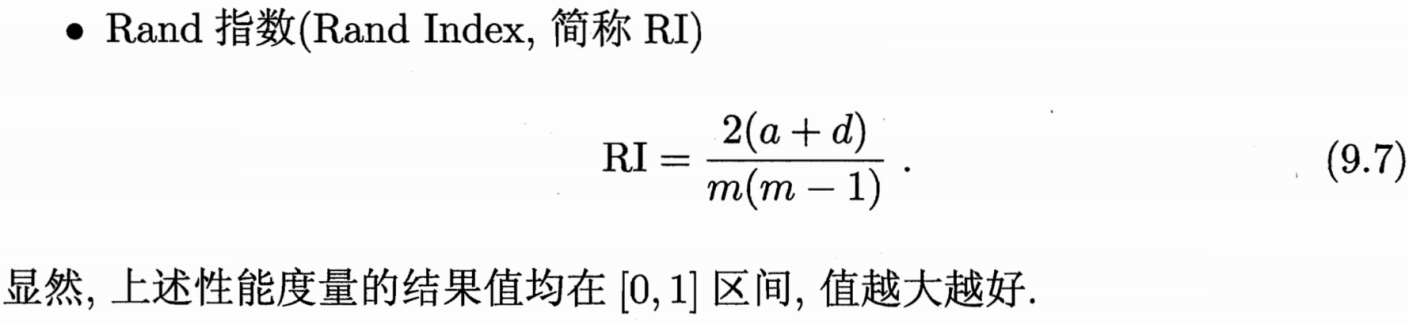 • Rand 指数(Rand Index, 简称 RI)
RI = \frac{2(a + d)}{m(m - 1)} . (9.7)
显然, 上述性能度量的结果值均在 [0, 1] 区间, 值越大越好.